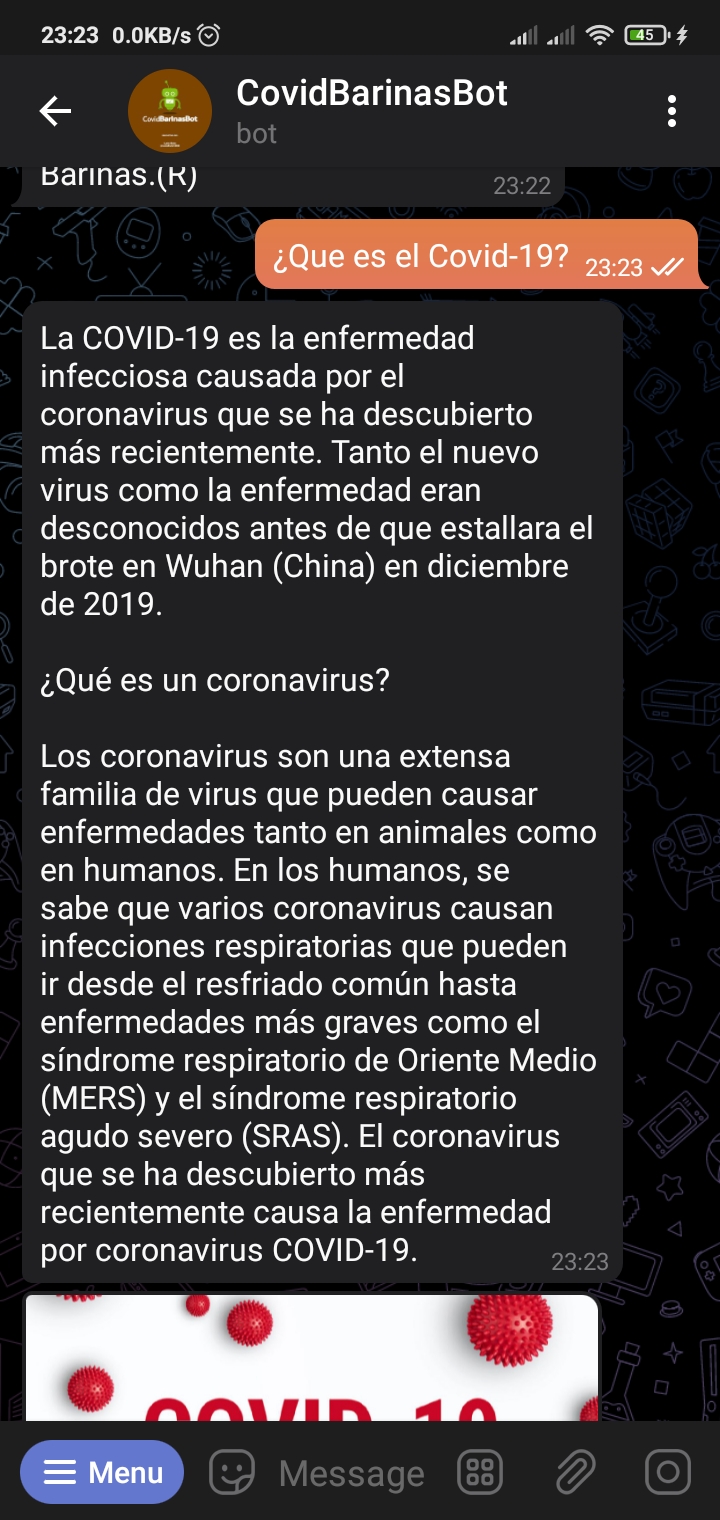 23:23 0.0KB/s 45
CovidBarinasBot
CovidBarinasBot
bot
Barinas.(R)
23:22
¿Que es el Covid-19? 23:23
La COVID-19 es la enfermedad
infecciosa causada por el
coronavirus que se ha descubierto
más recientemente. Tanto el nuevo
virus como la enfermedad eran
desconocidos antes de que estallara el
brote en Wuhan (China) en diciembre
de 2019.
¿Qué es un coronavirus?
Los coronavirus son una extensa
familia de virus que pueden causar
enfermedades tanto en animales como
en humanos. En los humanos, se
sabe que varios coronavirus causan
infecciones respiratorias que pueden
ir desde el resfriado común hasta
enfermedades más graves como el
síndrome respiratorio de Oriente Medio
(MERS) y el síndrome respiratorio
agudo severo (SRAS). El coronavirus
que se ha descubierto más
recientemente causa la enfermedad
por coronavirus COVID-19.
23:23
COVID-19
Menu
Message